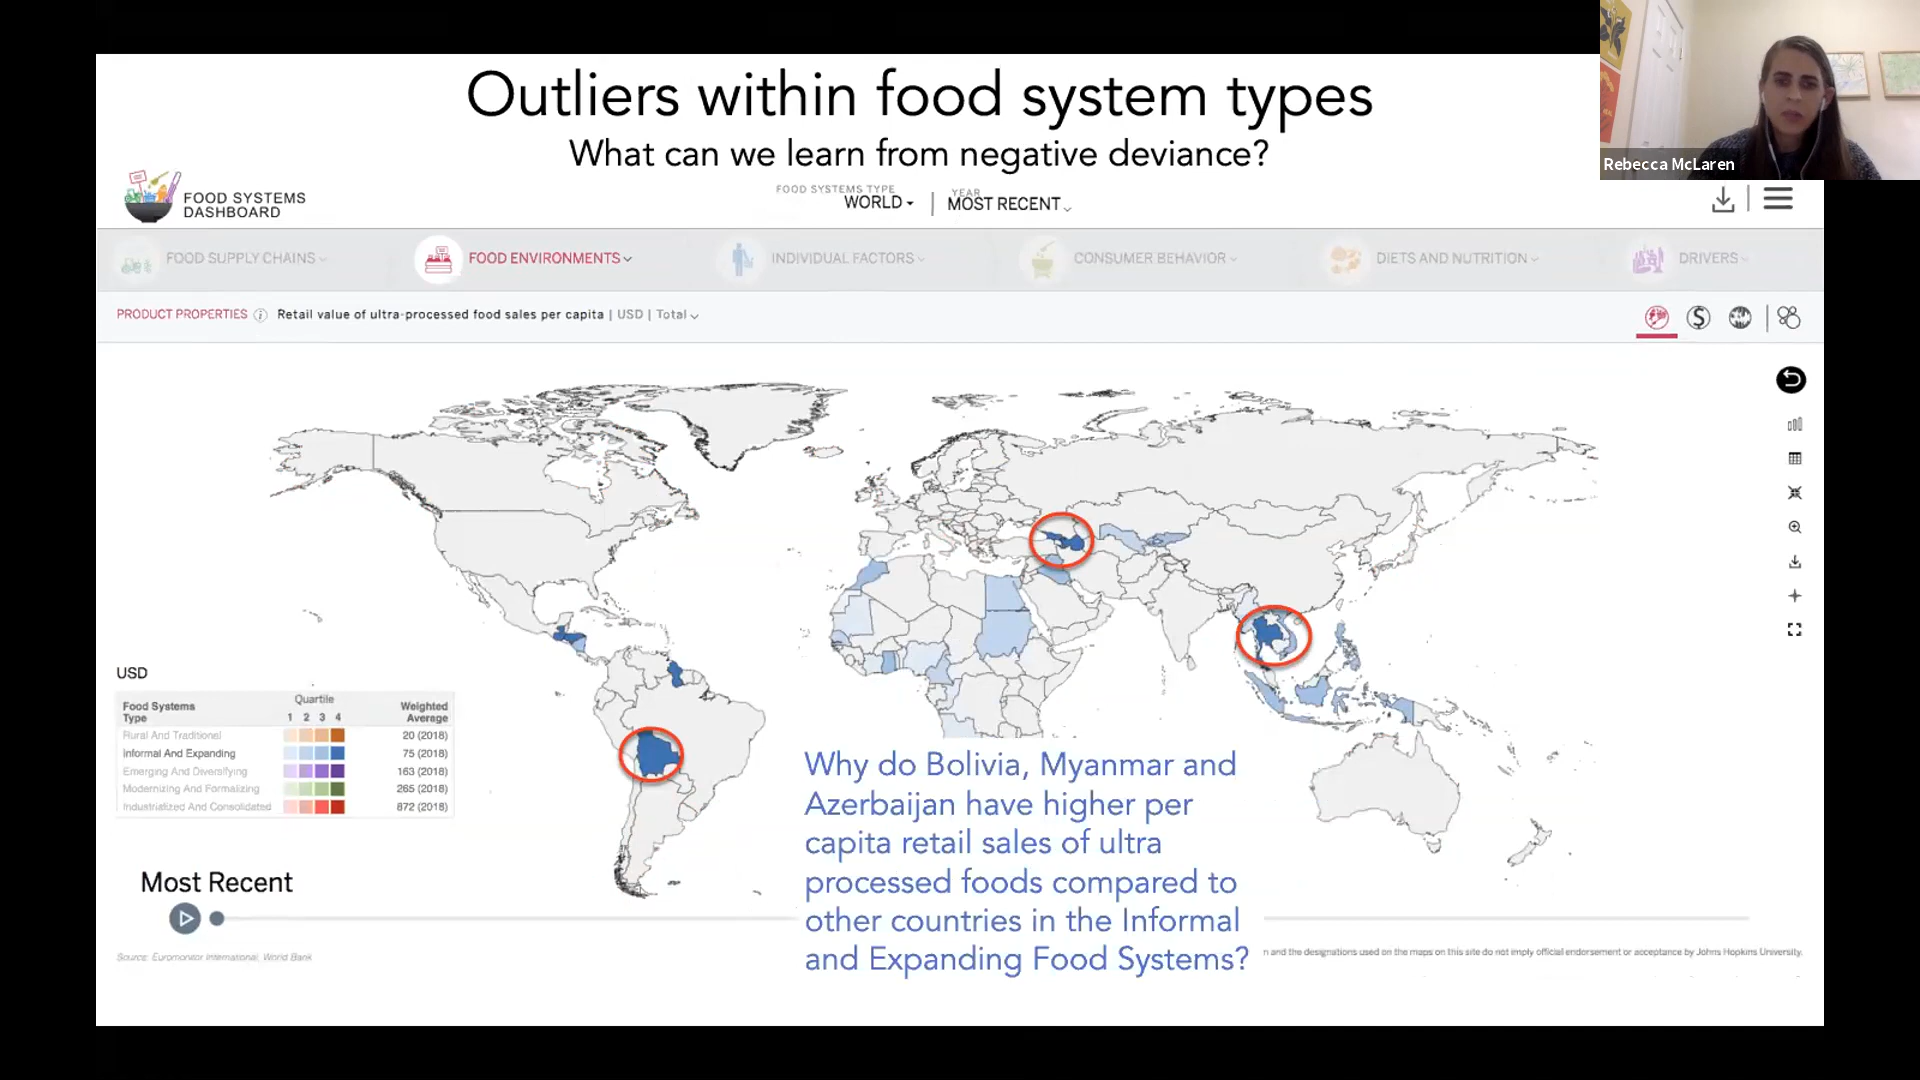 Outliers within food system types
What can we learn from negative deviance?
Rebecca McLaren
FOOD SYSTEMS
DASHBOARD
FOOD SYSTEMS TYPE
WORLD
YEAR
MOST RECENT
FOOD SUPPLY CHAINS
FOOD ENVIRONMENTS
INDIVIDUAL FACTORS
CONSUMER BEHAVIOR
DIETS AND NUTRITION
DRIVERS
PRODUCT PROPERTIES i Retail value of ultra-processed food sales per capita | USD | Total
USD
Food Systems Type Quartile 1 2 3 4 Weighted Average
Rural And Traditional 20 (2018)
Informal And Expanding 75 (2018)
Emerging And Diversifying 163 (2018)
Modernizing And Formalizing 265 (2018)
Industrialized And Consolidated 872 (2018)
Why do Bolivia, Myanmar and
Azerbaijan have higher per
capita retail sales of ultra
processed foods compared to
other countries in the Informal
and Expanding Food Systems?
Most Recent
Source: Euromonitor International, World Bank
n and the designations used on the maps on this site do not imply official endorsement or acceptance by Johns Hopkins University.